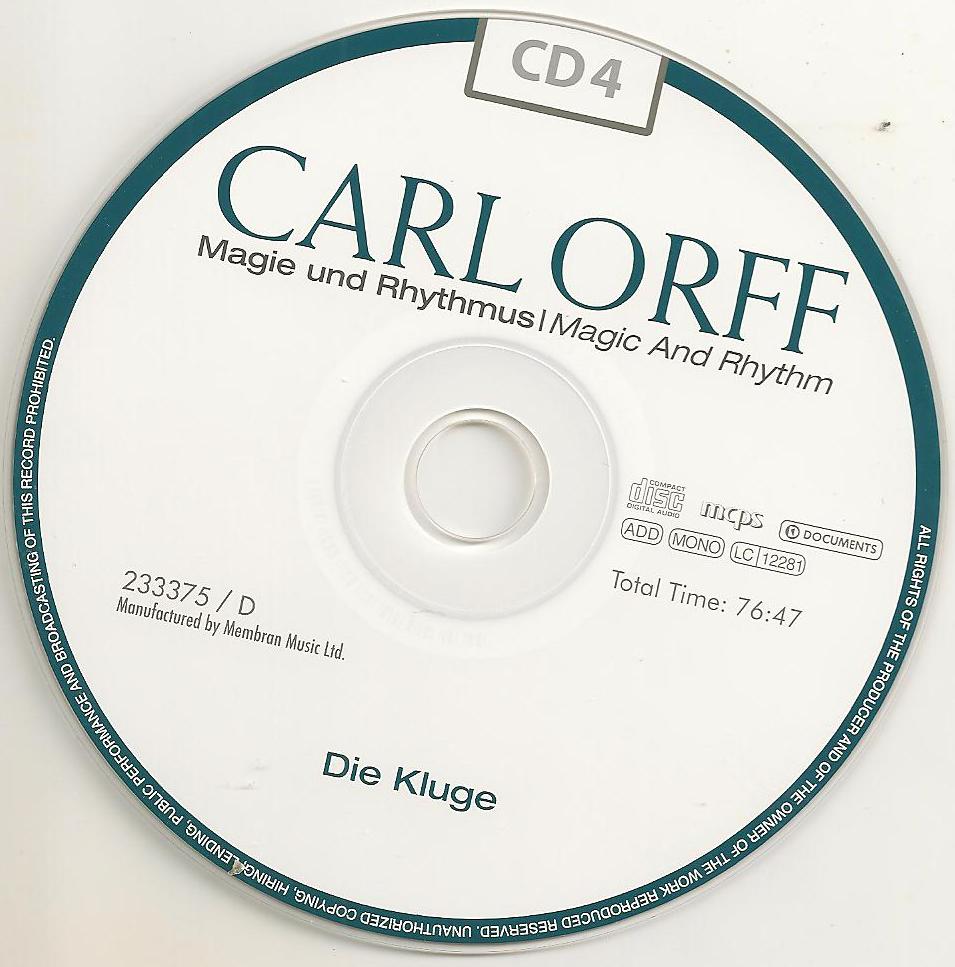 CD 4
CARL ORFF
Magie und Rhythmus | Magic And Rhythm
COMPACT
disc
DIGITAL AUDIO
mcps
DOCUMENTS
ADD
MONO
LC 12281
Total Time: 76:47
233375 / D
Manufactured by Membran Music Ltd.
Die Kluge
ALL RIGHTS OF THE PRODUCER AND OF THE OWNER OF THE WORK REPRODUCED RESERVED. UNAUTHORIZED COPYING, HIRING, LENDING, PUBLIC PERFORMANCE AND BROADCASTING OF THIS RECORD PROHIBITED.